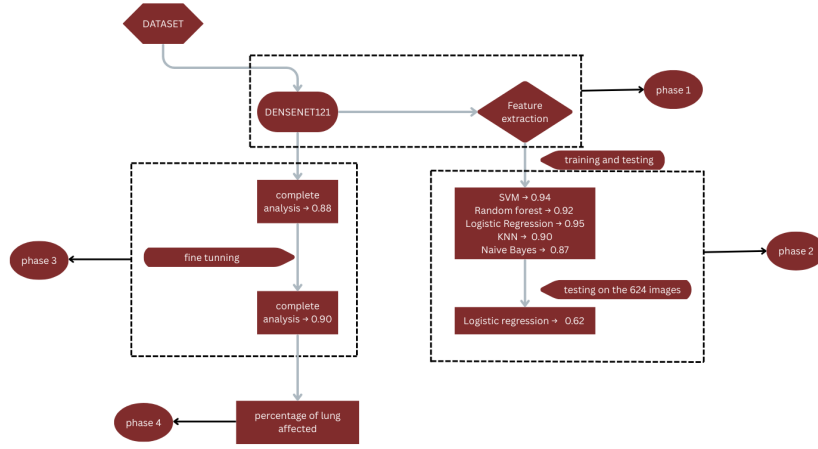 DATASET
DENSENET121
Feature
extraction
phase 1
training and testing
complete
analysis → 0.88
SVM → 0.94
Random forest → 0.92
Logistic Regression → 0.95
KNN → 0.90
Naive Bayes → 0.87
phase 2
phase 3
fine tunning
testing on the 624 images
complete
analysis → 0.90
Logistic regression → 0.62
percentage of lung
affected
phase 4